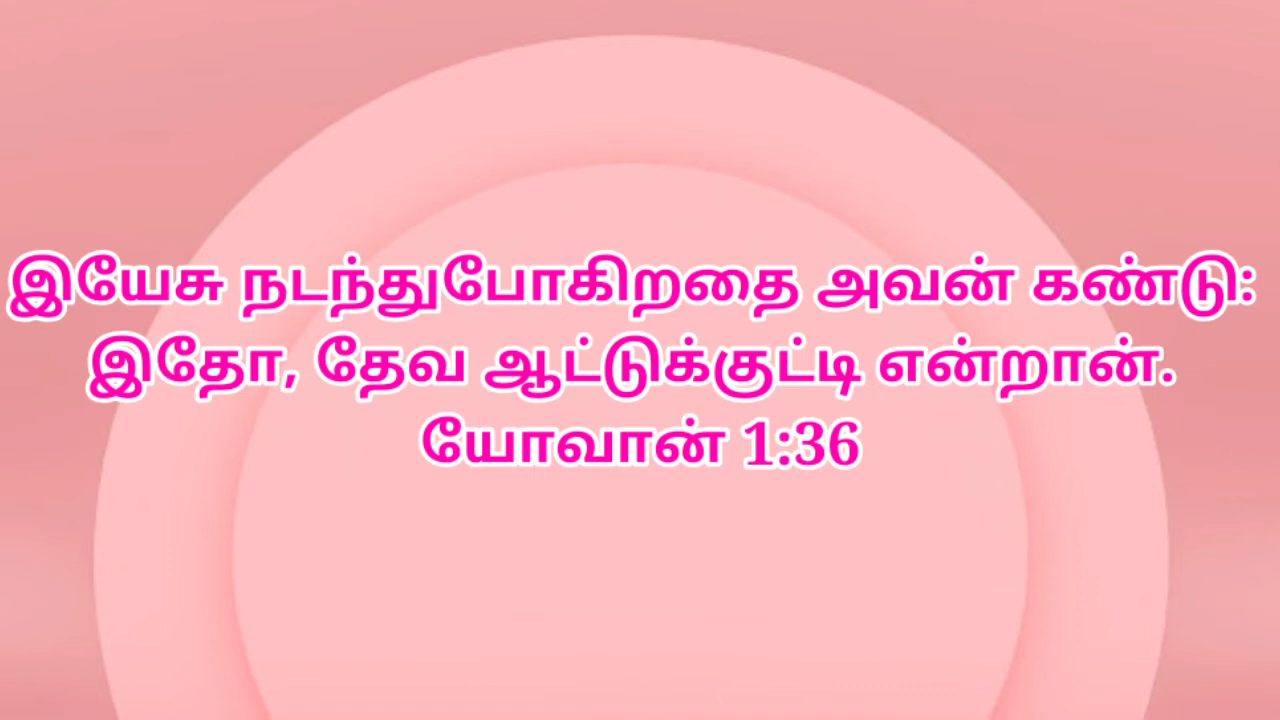 இயேசு நடந்துபோகிறதை அவன் கண்டு:
இதோ, தேவ ஆட்டுக்குட்டி என்றான்.
யோவான் 1:36